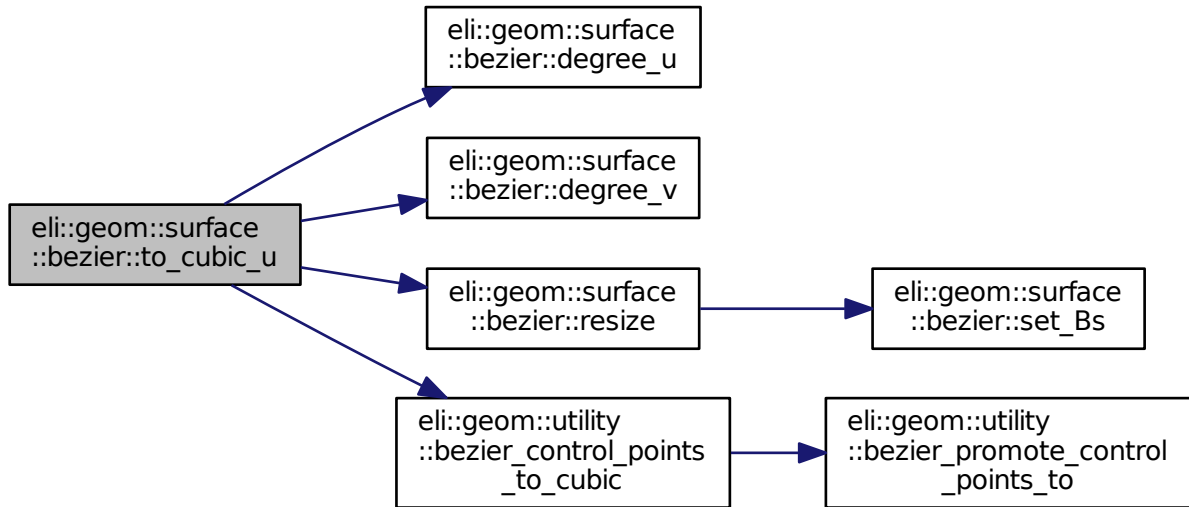 eli::geom::surface
::bezier::degree_u
eli::geom::surface
::bezier::degree_v
eli::geom::surface
::bezier::to_cubic_u
eli::geom::surface
::bezier::resize
eli::geom::surface
::bezier::set_Bs
eli::geom::utility
::bezier_control_points
_to_cubic
eli::geom::utility
::bezier_promote_control
_points_to